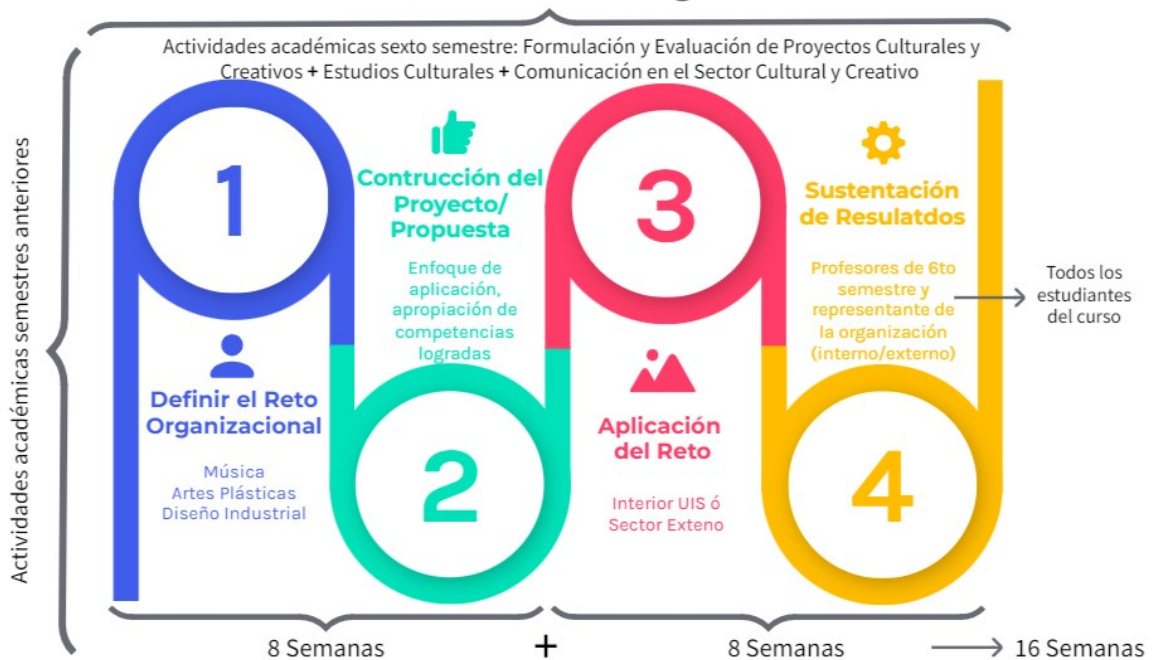 Actividades académicas sexto semestre: Formulación y Evaluación de Proyectos Culturales y
Creativos + Estudios Culturales + Comunicación en el Sector Cultural y Creativo
Actividades académicas semestres anteriores
1
Definir el Reto
Organizacional
Música
Artes Plásticas
Diseño Industrial
Contrucción del
Proyecto/
Propuesta
Enfoque de
aplicación,
apropiación de
competencias
logradas
2
3
Aplicación
del Reto
Interior UIS ó
Sector Exteno
Sustentación
de Resulatdos
Profesores de 6to
semestre y
representante de
la organización
(interno/externo)
4
Todos los
estudiantes
del curso
8 Semanas
+
8 Semanas
16 Semanas